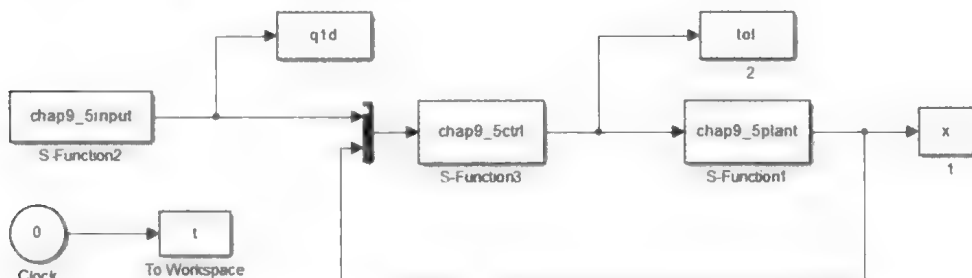 q1d
tol
2
chap9_5input
S-Function2
chap9_5ctrl
S-Function3
chap9_5plant
S-Function1
x
1
0
Clock
t
To Workspace